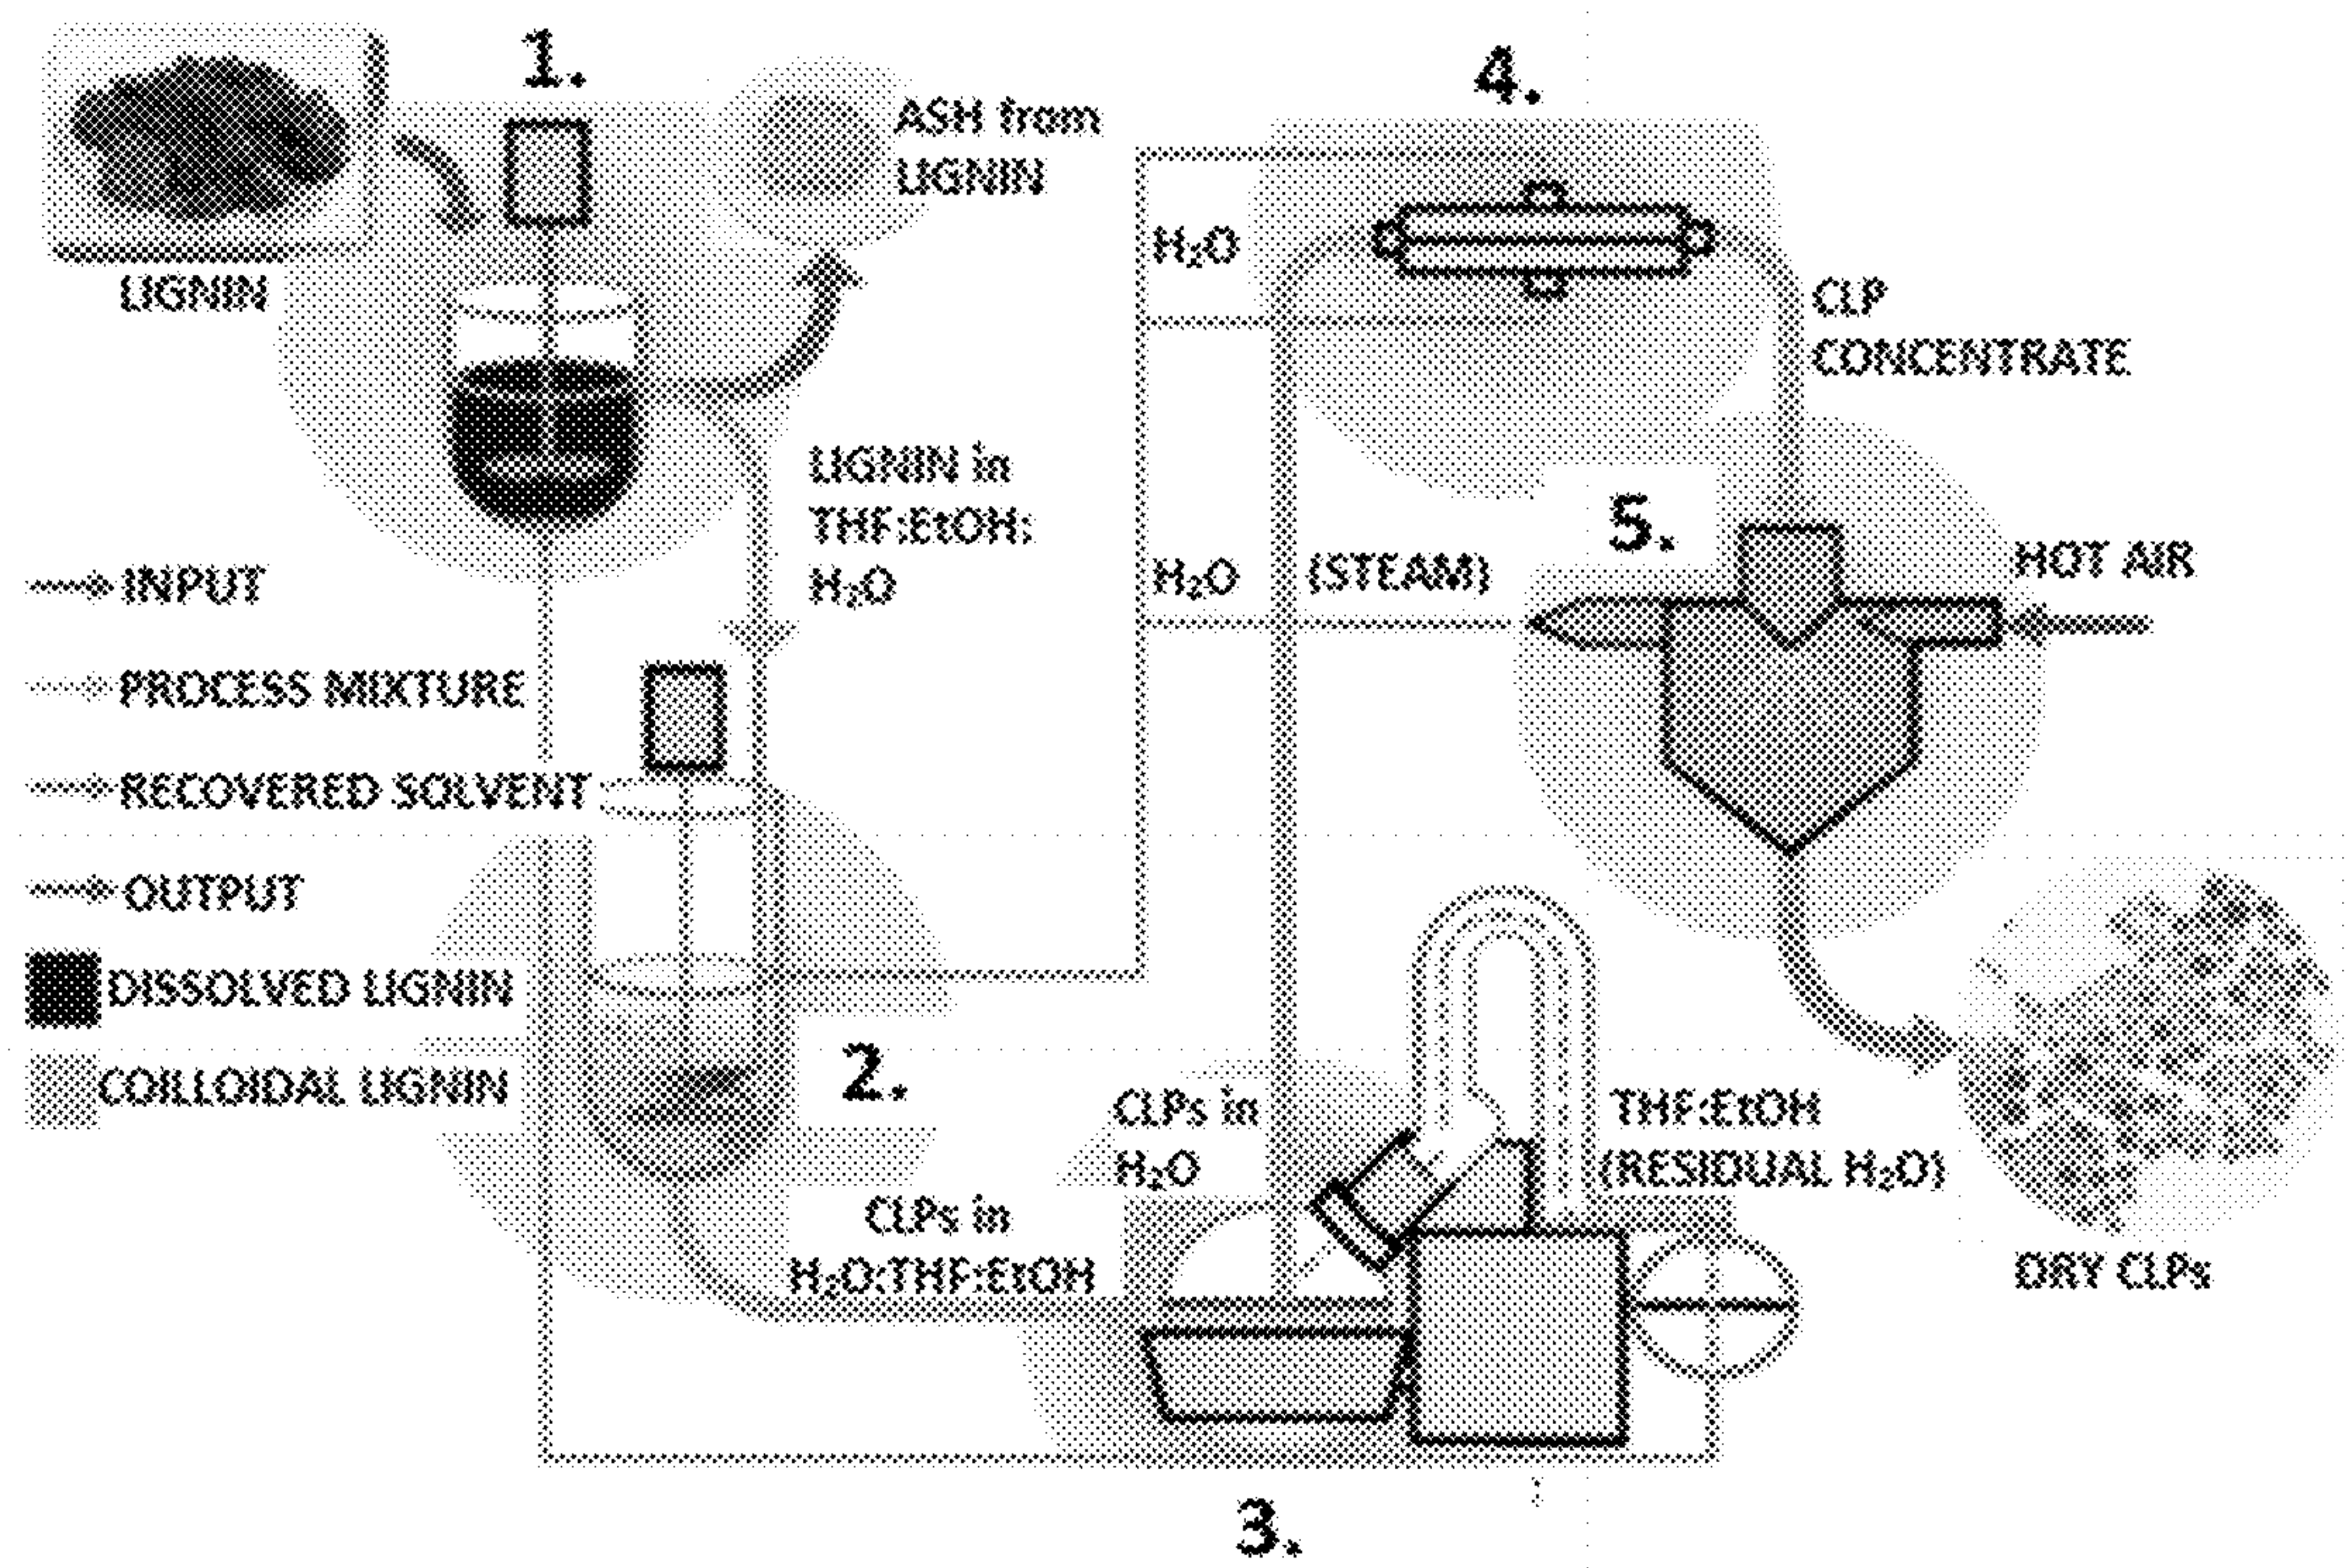 1.
LIGNIN
ASH from
LIGNIN
LIGNIN in
THF:EtOH:
H₂O
INPUT
PROCESS MIXTURE
RECOVERED SOLVENT
OUTPUT
DISSOLVED LIGNIN
COILLOIDAL LIGNIN
2.
CLPs in
H₂O:THF:EtOH
3.
CLPs in
H₂O
THF:EtOH
(RESIDUAL H₂O)
4.
H₂O
CLP
CONCENTRATE
5.
H₂O (STEAM)
HOT AIR
DRY CLPs